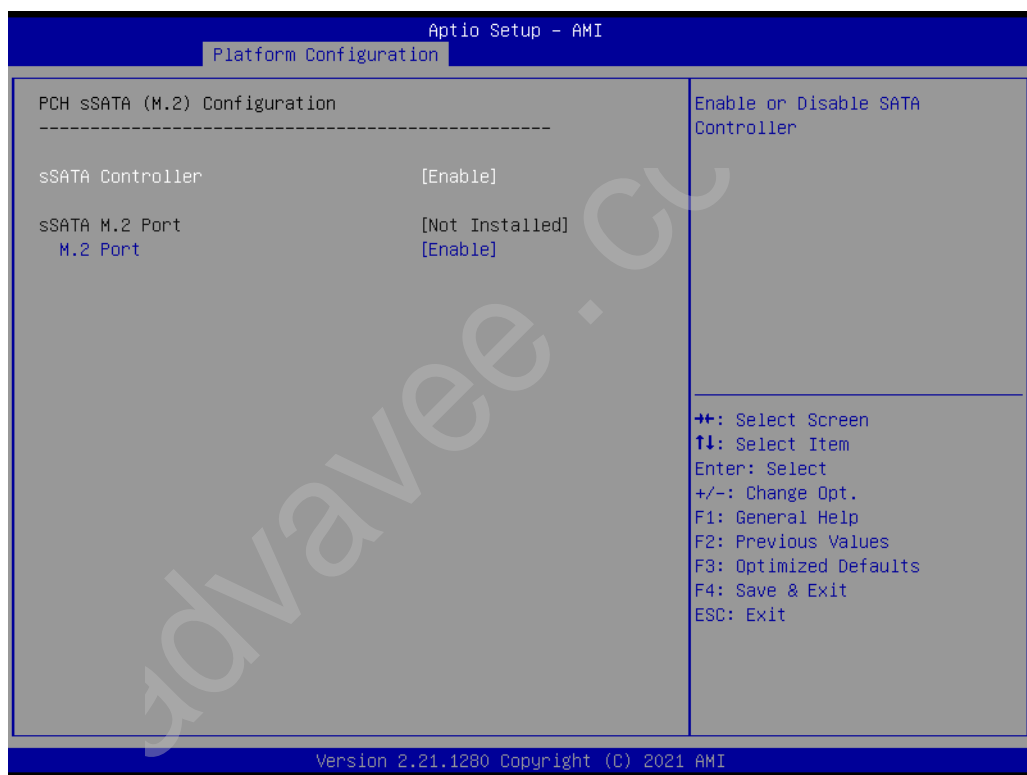 Aptio Setup - AMI
Platform Configuration
PCH sSATA (M.2) Configuration
--------------------------------------------------
sSATA Controller [Enable]
sSATA M.2 Port [Not Installed]
M.2 Port [Enable]
Enable or Disable SATA
Controller
→←: Select Screen
↑↓: Select Item
Enter: Select
+/-: Change Opt.
F1: General Help
F2: Previous Values
F3: Optimized Defaults
F4: Save & Exit
ESC: Exit
Version 2.21.1280 Copyright (C) 2021 AMI